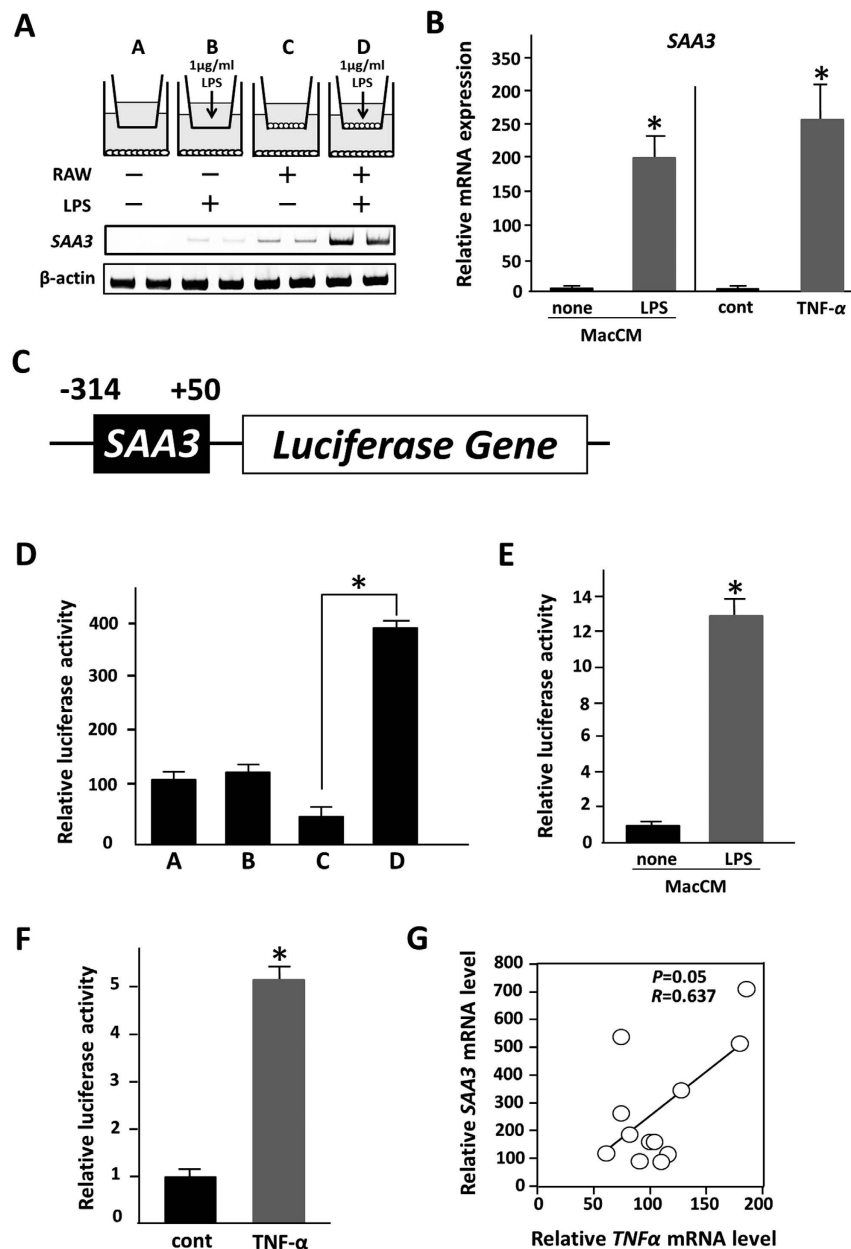 A
A B C D
1μg/ml LPS
1μg/ml LPS
RAW − − + +
LPS − + − +
SAA3
β-actin
B
SAA3
Relative mRNA expression
350
300
250
200
150
100
50
0
* *
none LPS cont TNF-α
MacCM
C
-314 +50
SAA3 Luciferase Gene
D
Relative luciferase activity
400
300
200
100
0
*
A B C D
E
Relative luciferase activity
14
12
10
8
6
4
2
0
*
none LPS
MacCM
F
Relative luciferase activity
5
4
3
2
1
0
*
cont TNF-α
G
Relative SAA3 mRNA level
800
700
600
500
400
300
200
100
0
P=0.05
R=0.637
0 50 100 150 200
Relative TNFα mRNA level